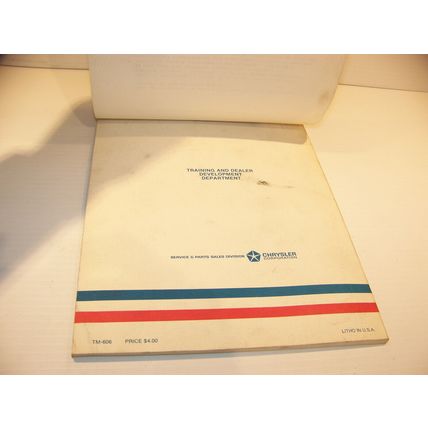 TRAINING AND DEALER
DEVELOPMENT
DEPARTMENT
SERVICE & PARTS SALES DIVISION
CHRYSLER
CORPORATION
TM-606 PRICE $4.00
LITHO IN U.S.A.